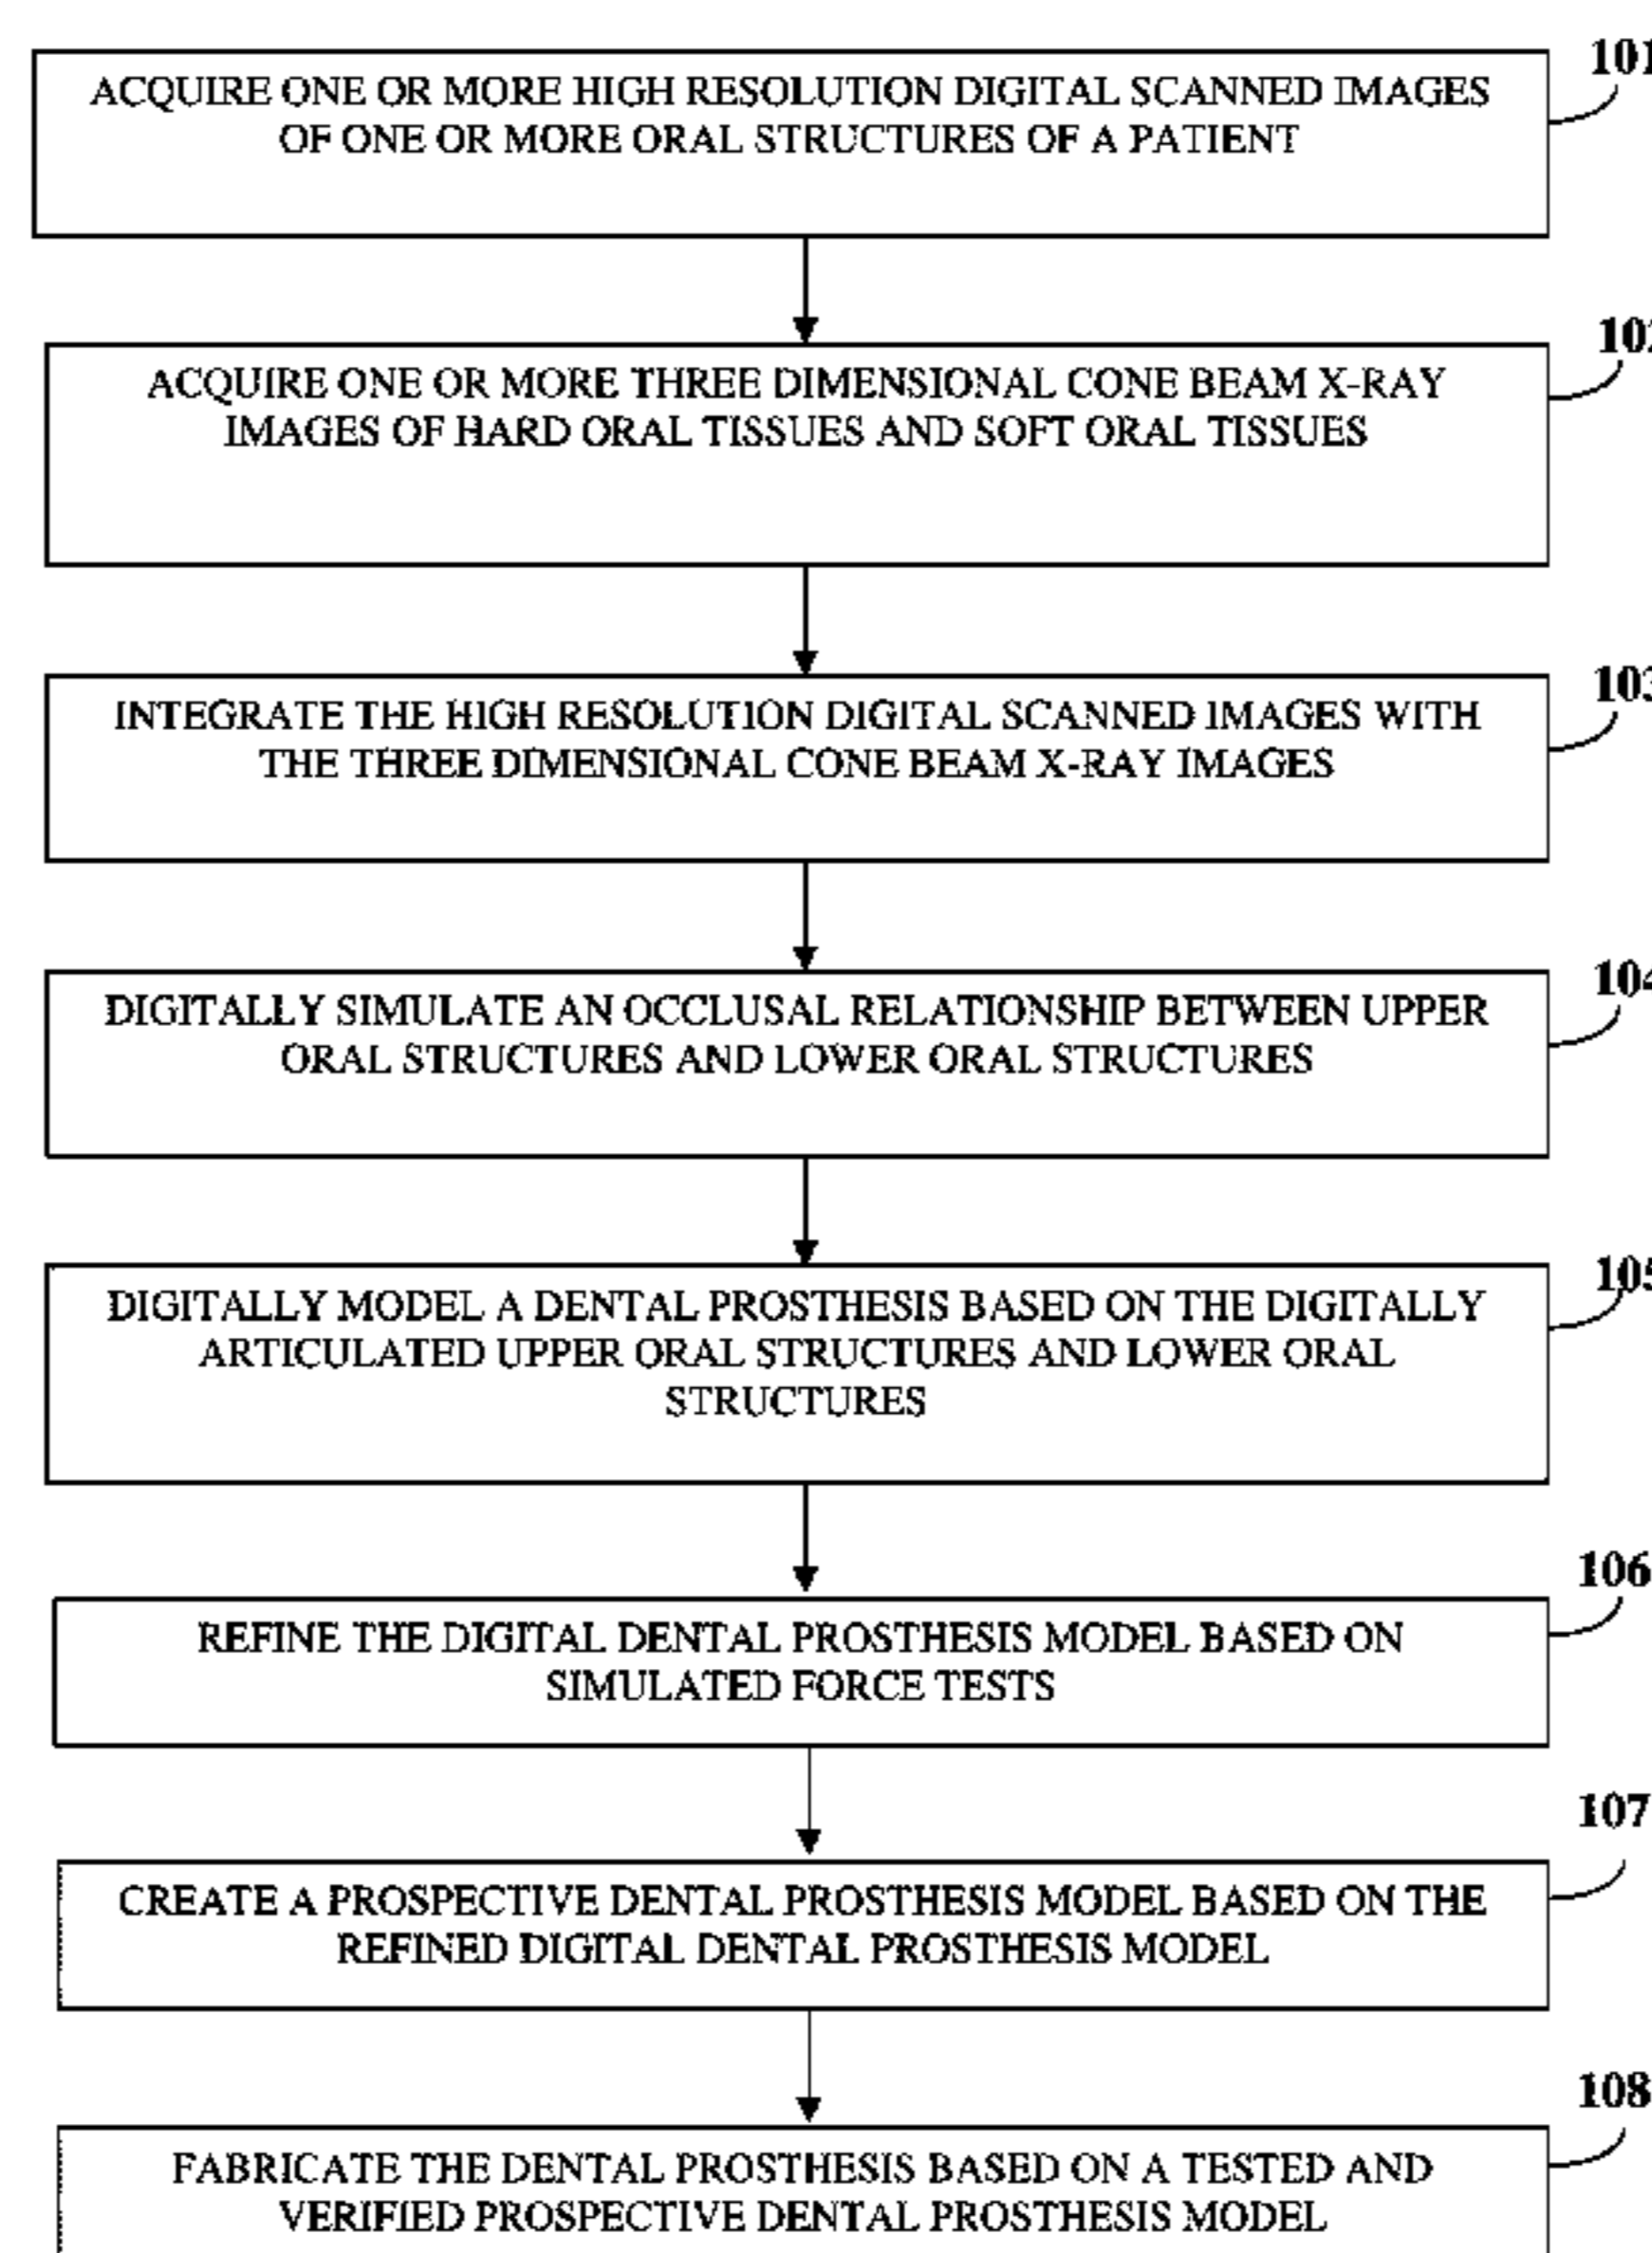 101
ACQUIRE ONE OR MORE HIGH RESOLUTION DIGITAL SCANNED IMAGES
OF ONE OR MORE ORAL STRUCTURES OF A PATIENT
102
ACQUIRE ONE OR MORE THREE DIMENSIONAL CONE BEAM X-RAY
IMAGES OF HARD ORAL TISSUES AND SOFT ORAL TISSUES
103
INTEGRATE THE HIGH RESOLUTION DIGITAL SCANNED IMAGES WITH
THE THREE DIMENSIONAL CONE BEAM X-RAY IMAGES
104
DIGITALLY SIMULATE AN OCCLUSAL RELATIONSHIP BETWEEN UPPER
ORAL STRUCTURES AND LOWER ORAL STRUCTURES
105
DIGITALLY MODEL A DENTAL PROSTHESIS BASED ON THE DIGITALLY
ARTICULATED UPPER ORAL STRUCTURES AND LOWER ORAL
STRUCTURES
106
REFINE THE DIGITAL DENTAL PROSTHESIS MODEL BASED ON
SIMULATED FORCE TESTS
107
CREATE A PROSPECTIVE DENTAL PROSTHESIS MODEL BASED ON THE
REFINED DIGITAL DENTAL PROSTHESIS MODEL
108
FABRICATE THE DENTAL PROSTHESIS BASED ON A TESTED AND
VERIFIED PROSPECTIVE DENTAL PROSTHESIS MODEL